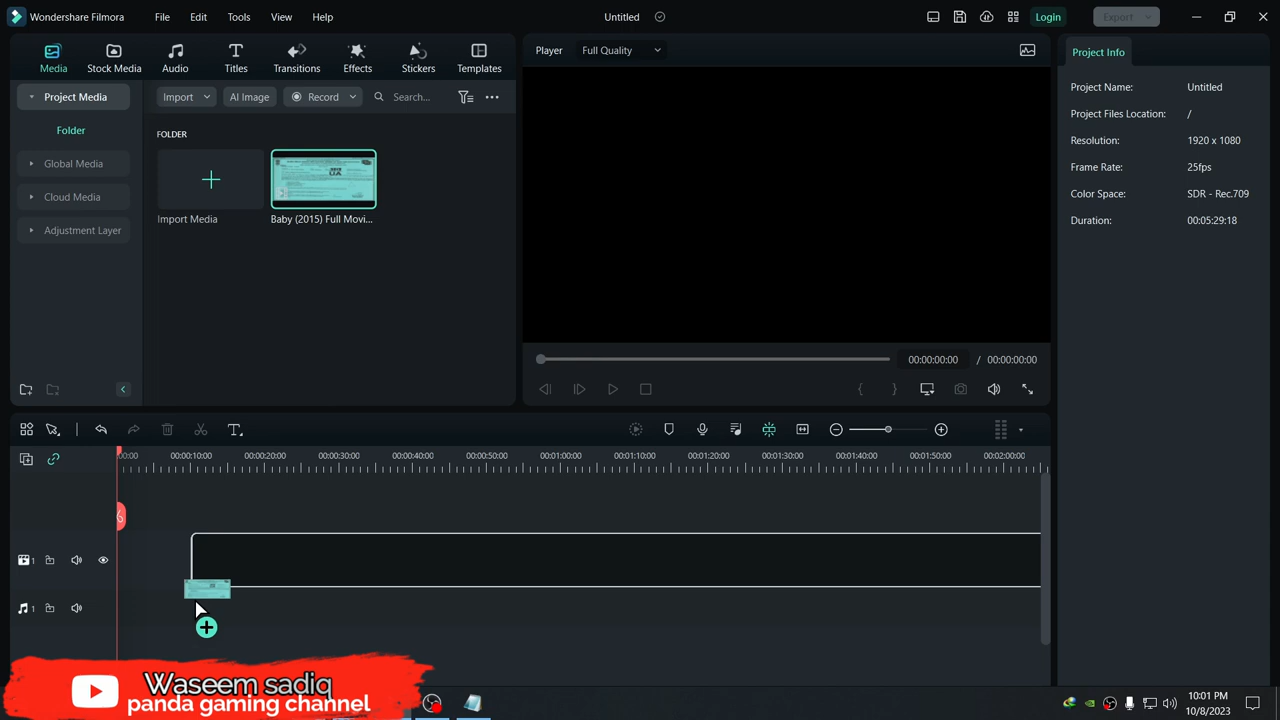 Wondershare Filmora
File
Edit
Tools
View
Help
Untitled
Login
Export
Media
Stock Media
Audio
Titles
Transitions
Effects
Stickers
Templates
Player
Full Quality
Project Info
Project Media
Folder
Global Media
Cloud Media
Adjustment Layer
Import
AI Image
Record
Search...
FOLDER
Import Media
Baby (2015) Full Movi...
Project Name: Untitled
Project Files Location: /
Resolution: 1920 x 1080
Frame Rate: 25fps
Color Space: SDR - Rec.709
Duration: 00:05:29:18
00:00:00:00 / 00:00:00:00
:00:00 00:00:10:00 00:00:20:00 00:00:30:00 00:00:40:00 00:00:50:00 00:01:00:00 00:01:10:00 00:01:20:00 00:01:30:00 00:01:40:00 00:01:50:00 00:02:00:00
1
1
Waseem sadiq
panda gaming channel
10:01 PM
10/8/2023